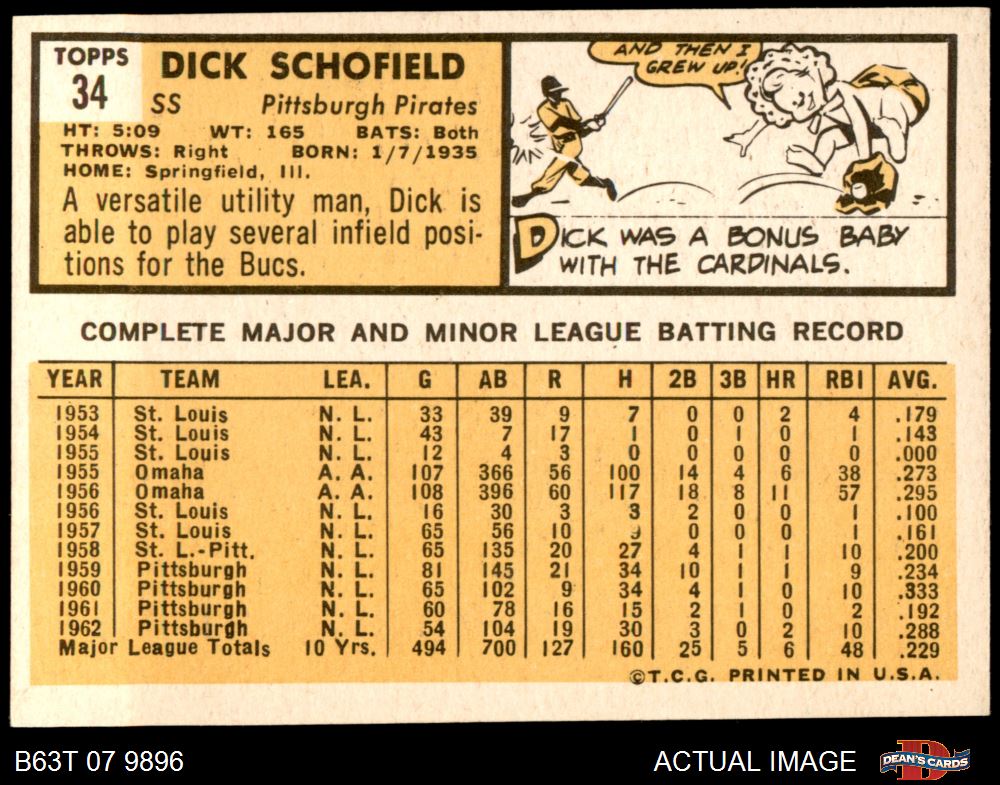 TOPPS
34
DICK SCHOFIELD
SS Pittsburgh Pirates
HT: 5:09 WT: 165 BATS: Both
THROWS: Right BORN: 1/7/1935
HOME: Springfield, Ill.
A versatile utility man, Dick is
able to play several infield posi-
tions for the Bucs.
AND THEN I
GREW UP!
DICK WAS A BONUS BABY
WITH THE CARDINALS.
COMPLETE MAJOR AND MINOR LEAGUE BATTING RECORD
YEAR TEAM LEA. G AB R H 2B 3B HR RBI AVG.
1953 St. Louis N. L. 33 39 9 7 0 0 2 4 .179
1954 St. Louis N. L. 43 7 17 1 0 1 0 1 .143
1955 St. Louis N. L. 12 4 3 0 0 0 0 0 .000
1955 Omaha A. A. 107 366 56 100 14 4 6 38 .273
1956 Omaha A. A. 108 396 60 117 18 8 11 57 .295
1956 St. Louis N. L. 16 30 3 3 2 0 0 1 .100
1957 St. Louis N. L. 65 56 10 0 0 0 1 .161
1958 St. L.-Pitt. N. L. 65 135 20 27 4 1 1 10 .200
1959 Pittsburgh N. L. 81 145 21 34 10 1 1 9 .234
1960 Pittsburgh N. L. 65 102 9 34 4 1 0 10 .333
1961 Pittsburgh N. L. 60 78 16 15 2 1 0 2 .192
1962 Pittsburgh N. L. 54 104 19 30 3 0 2 10 .288
Major League Totals 10 Yrs. 494 700 127 160 25 5 6 48 .229
©T.C.G. PRINTED IN U.S.A.
B63T 07 9896
ACTUAL IMAGE
D
DEAN'S CARDS